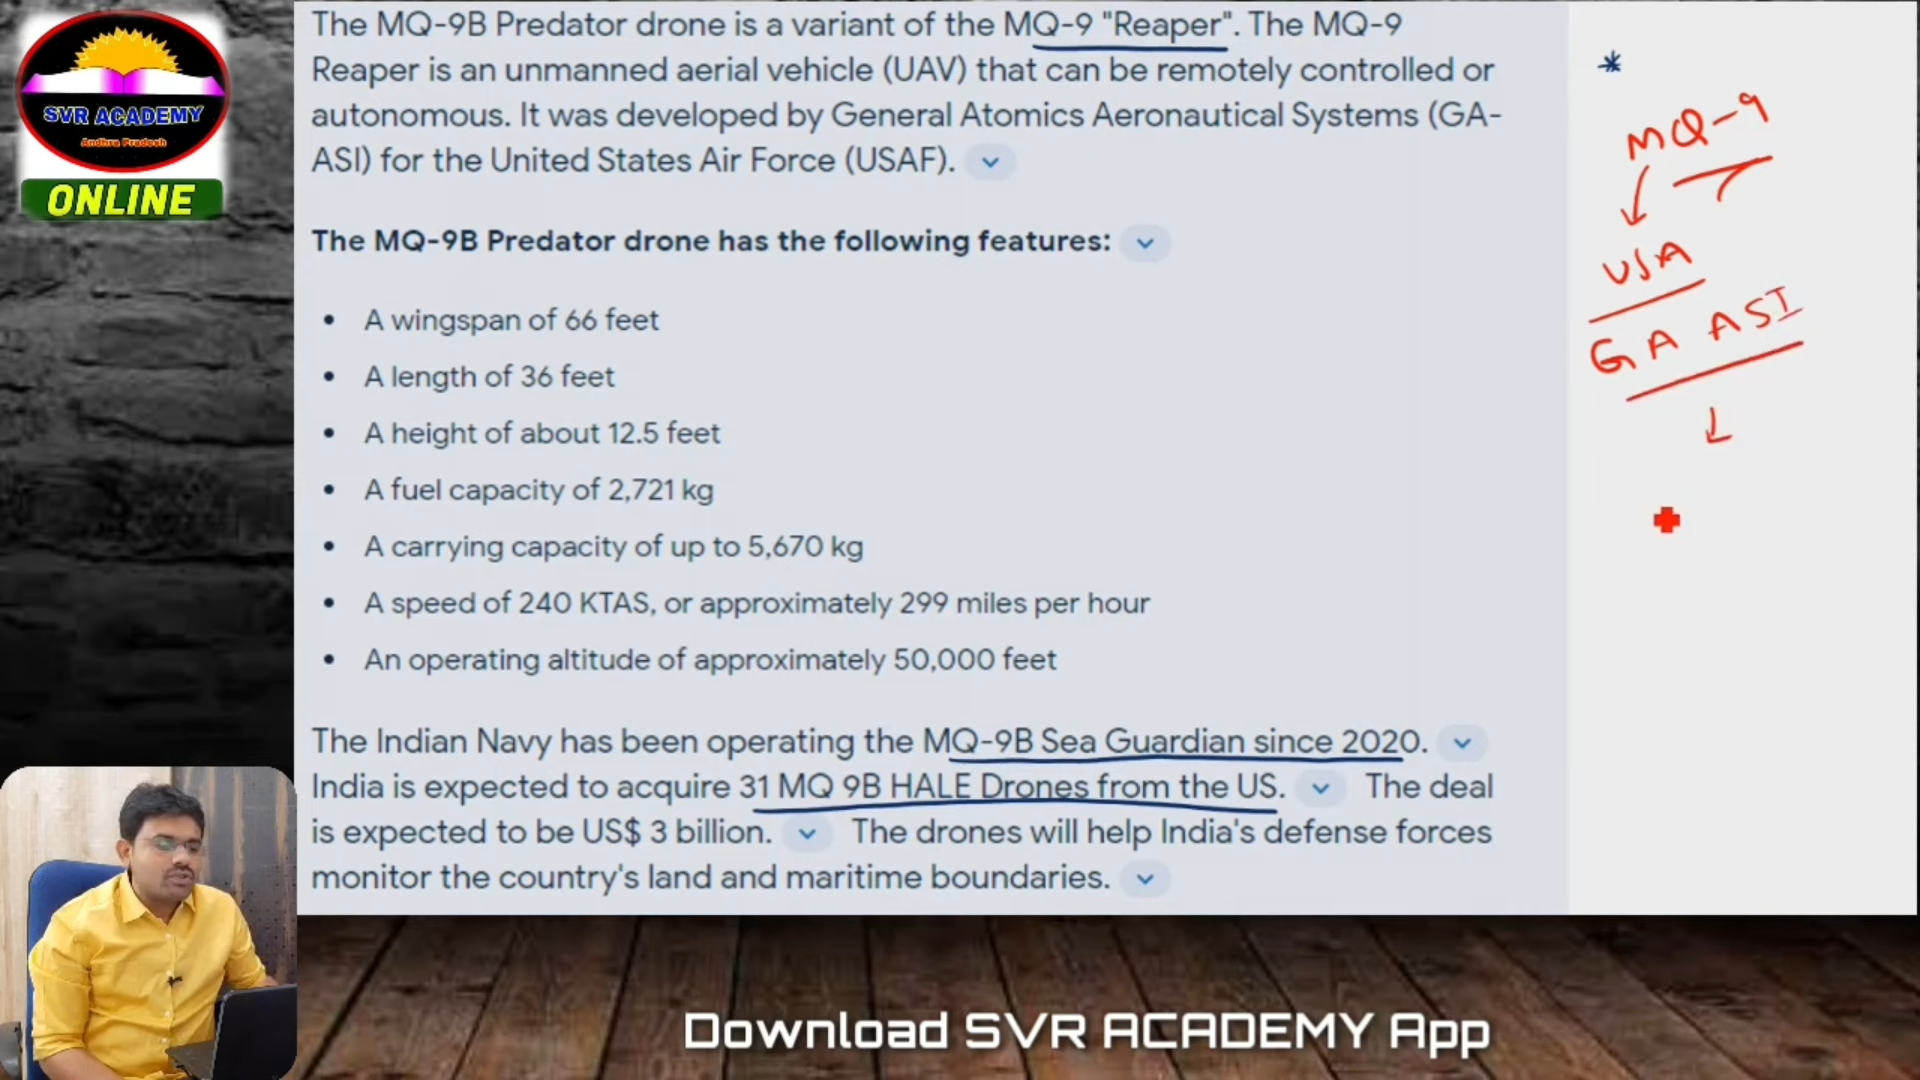 SVR ACADEMY
Andhra Pradesh
ONLINE
The MQ-9B Predator drone is a variant of the MQ-9 "Reaper". The MQ-9
Reaper is an unmanned aerial vehicle (UAV) that can be remotely controlled or
autonomous. It was developed by General Atomics Aeronautical Systems (GA-
ASI) for the United States Air Force (USAF).
The MQ-9B Predator drone has the following features:
• A wingspan of 66 feet
• A length of 36 feet
• A height of about 12.5 feet
• A fuel capacity of 2,721 kg
• A carrying capacity of up to 5,670 kg
• A speed of 240 KTAS, or approximately 299 miles per hour
• An operating altitude of approximately 50,000 feet
The Indian Navy has been operating the MQ-9B Sea Guardian since 2020.
India is expected to acquire 31 MQ 9B HALE Drones from the US. The deal
is expected to be US$ 3 billion. The drones will help India's defense forces
monitor the country's land and maritime boundaries.
*
MQ-9
USA
GA ASI
Download SVR ACADEMY App